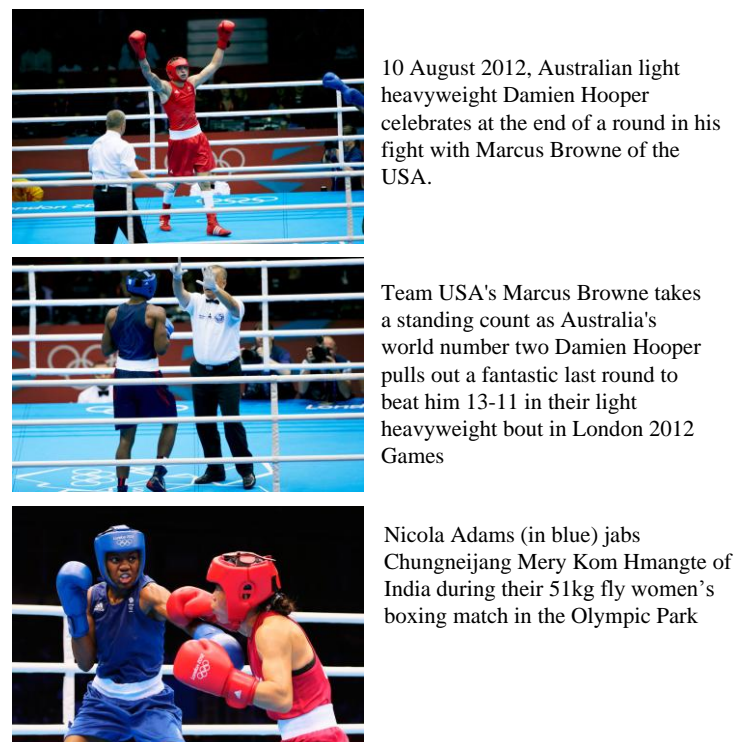 10 August 2012, Australian light
heavyweight Damien Hooper
celebrates at the end of a round in his
fight with Marcus Browne of the
USA.
Team USA's Marcus Browne takes
a standing count as Australia's
world number two Damien Hooper
pulls out a fantastic last round to
beat him 13-11 in their light
heavyweight bout in London 2012
Games
Nicola Adams (in blue) jabs
Chungneijang Mery Kom Hmangte of
India during their 51kg fly women’s
boxing match in the Olympic Park